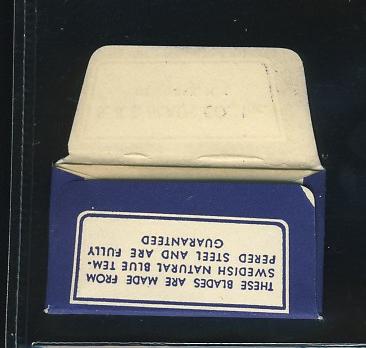 THESE BLADES ARE MADE FROM
SWEDISH NATURAL BLUE TEM-
PERED STEEL AND ARE FULLY
GUARANTEED